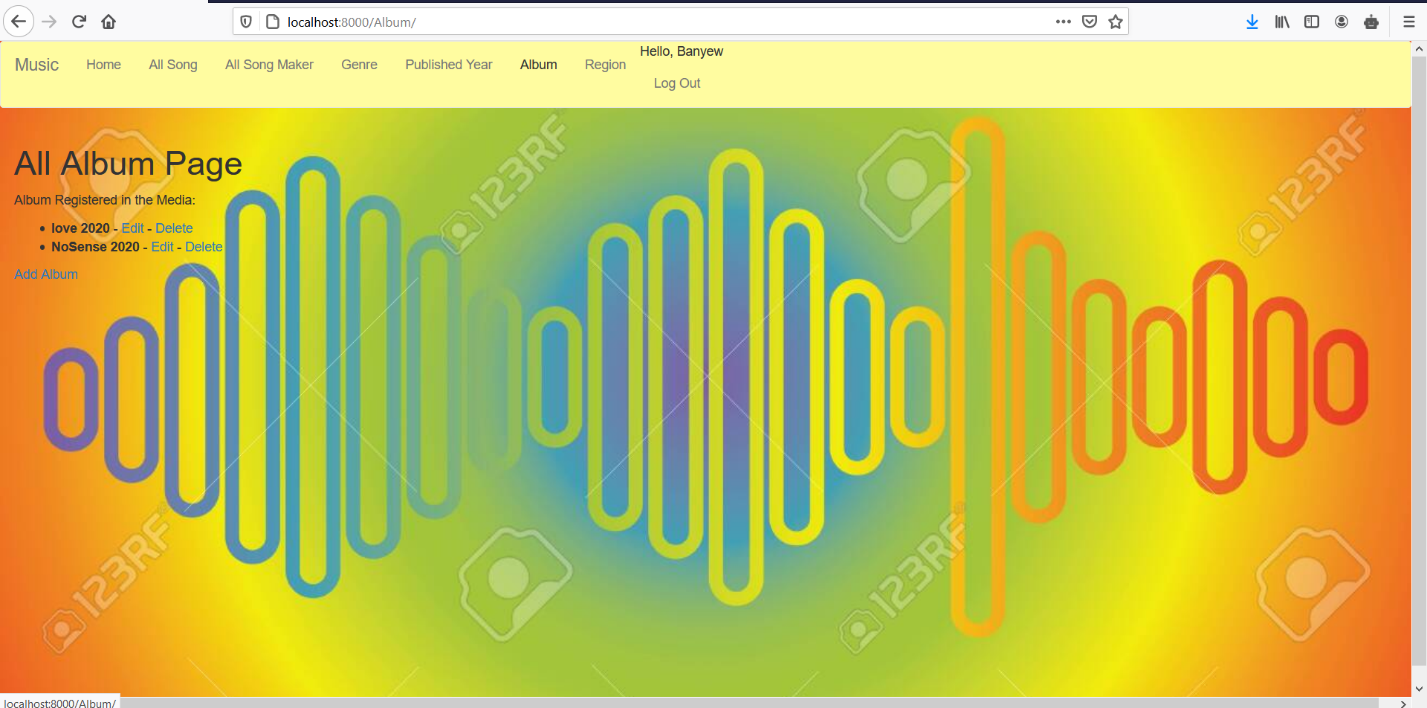 localhost:8000/Album/
Hello, Banyew
Music Home All Song All Song Maker Genre Published Year Album Region
Log Out
All Album Page
Album Registered in the Media:
love 2020 - Edit - Delete
NoSense 2020 - Edit - Delete
Add Album
123RF
123RF
123RF
123RF
localhost:8000/Album/